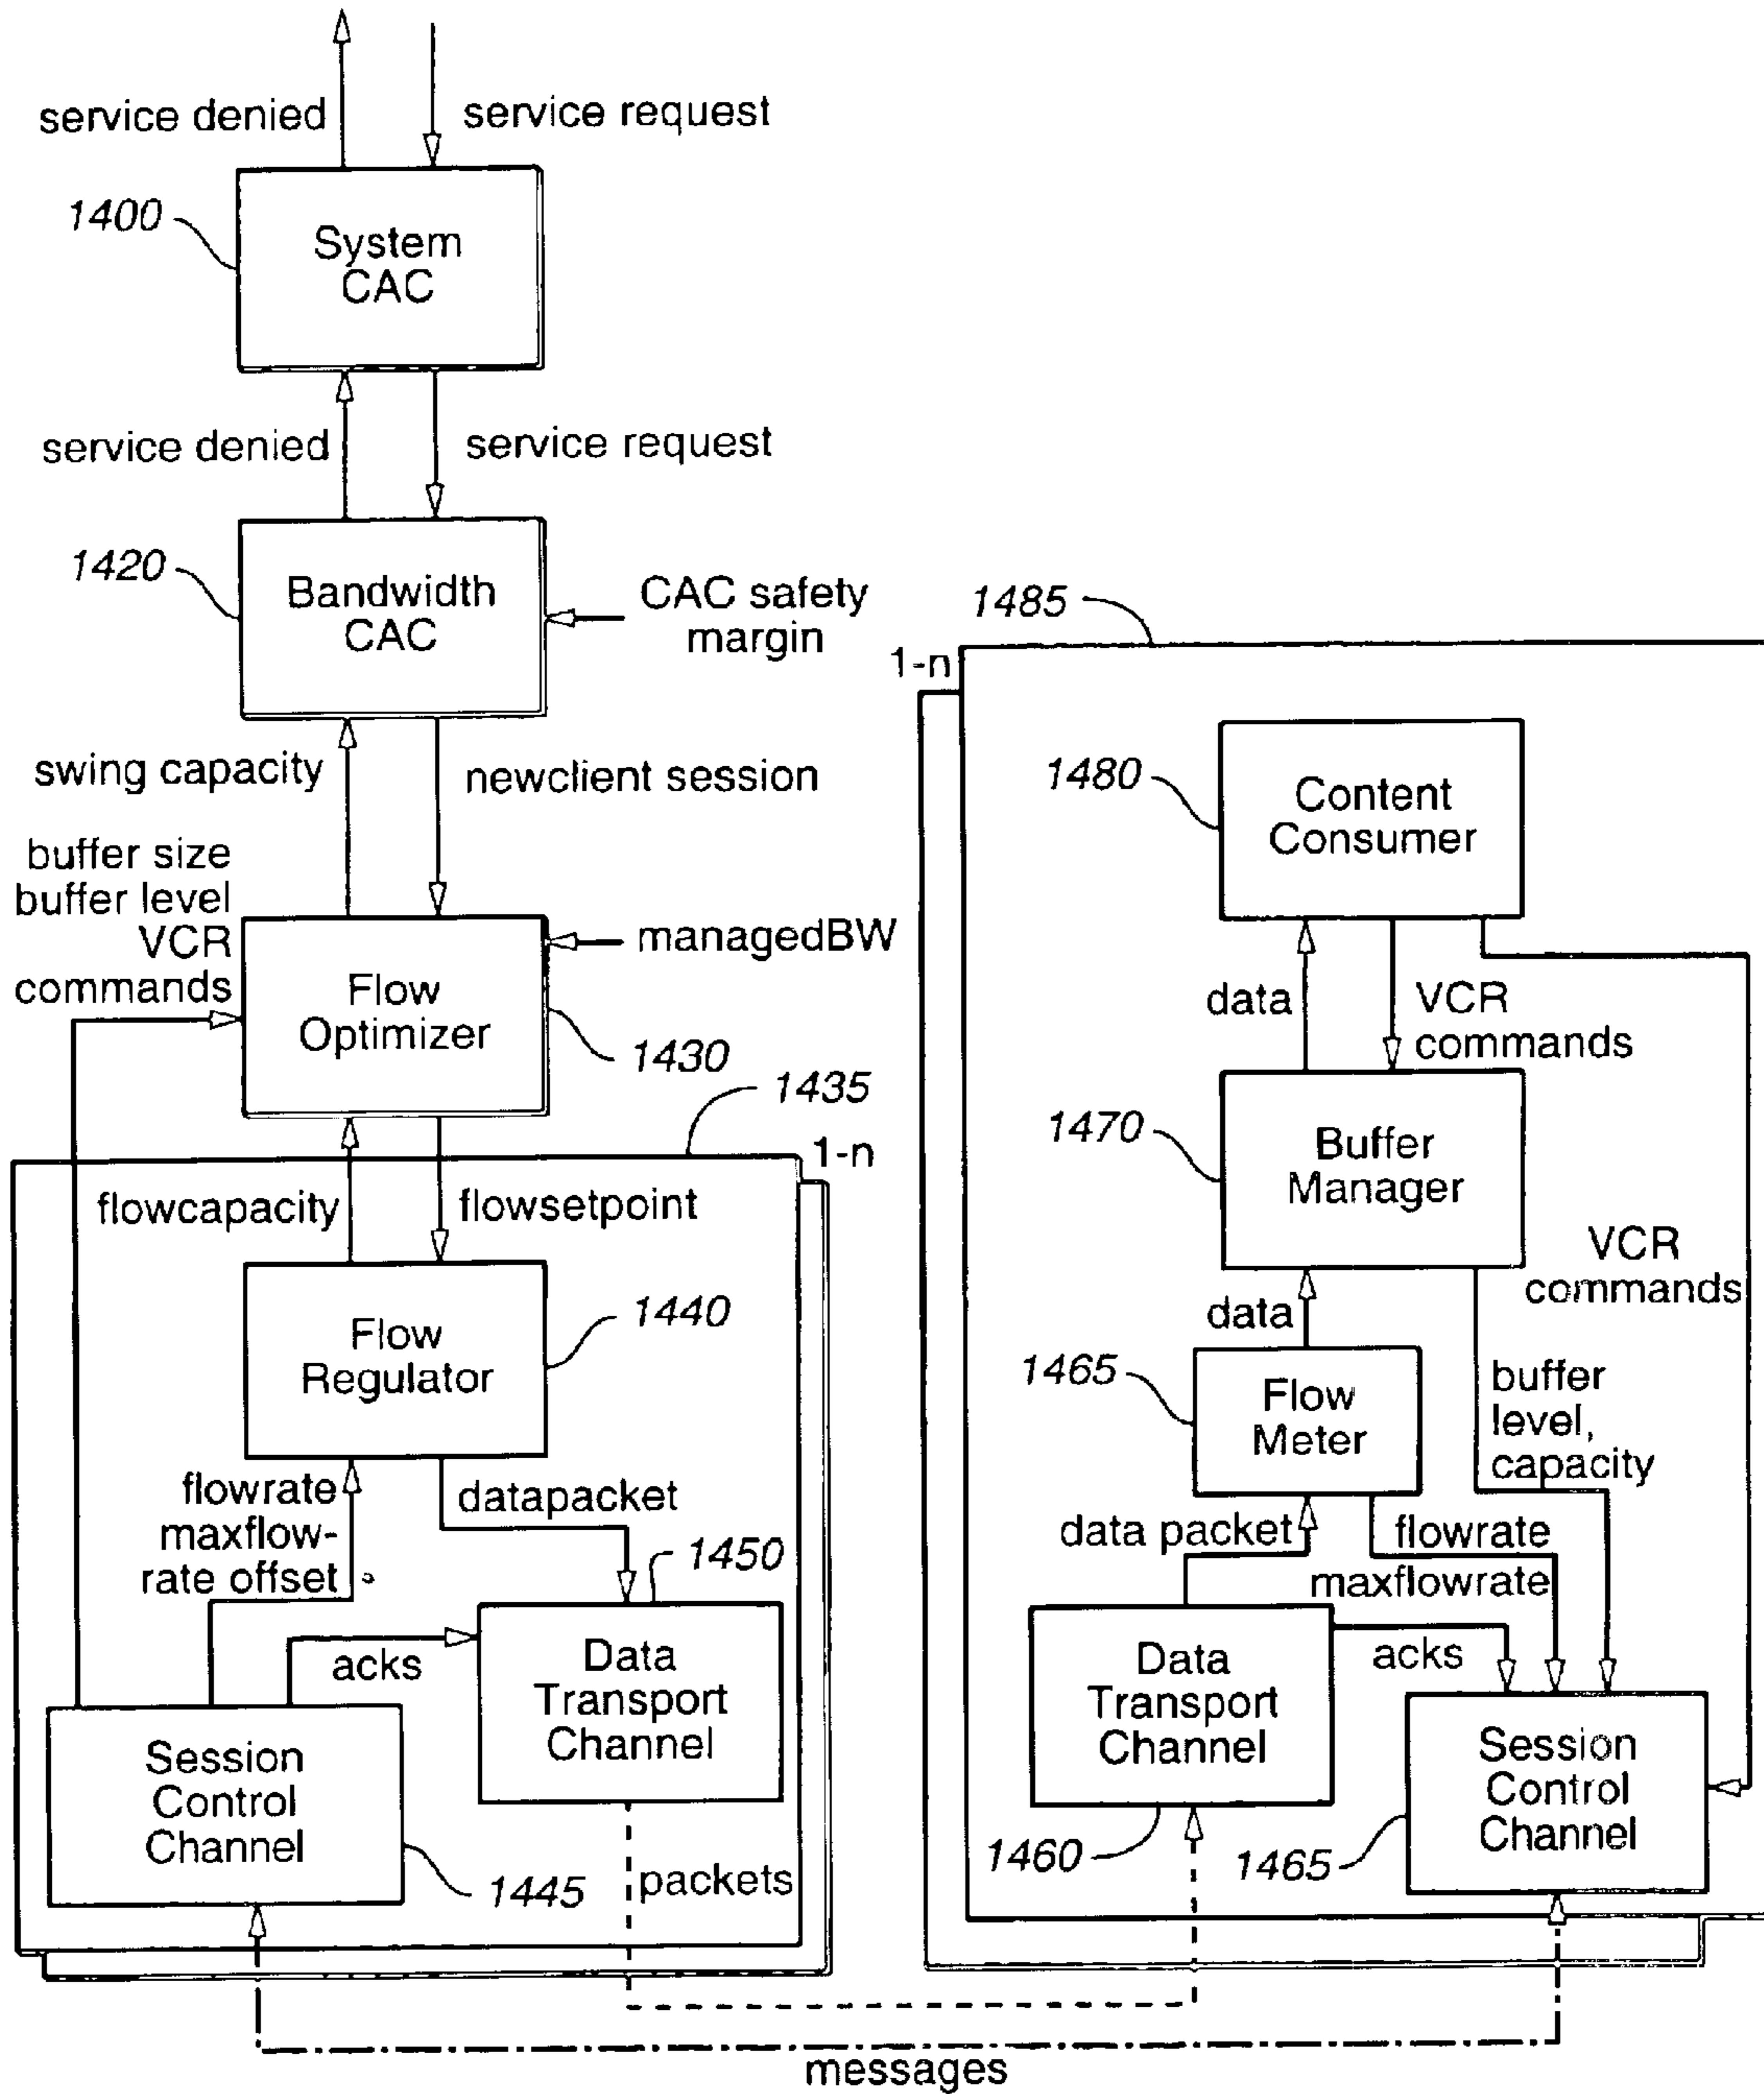 service denied
service request
1400
System
CAC
service denied
service request
1420
Bandwidth
CAC
CAC safety
margin
swing capacity
newclient session
buffer size
buffer level
VCR
commands
managedBW
Flow
Optimizer
1430
1435
1-n
flowcapacity
flowsetpoint
Flow
Regulator
1440
flowrate
maxflow-
rate offset
datapacket
1450
acks
Data
Transport
Channel
Session
Control
Channel
1445
packets
1485
1-n
1480
Content
Consumer
data
VCR
commands
1470
Buffer
Manager
VCR
commands
data
1465
Flow
Meter
buffer
level,
capacity
data packet
flowrate
maxflowrate
acks
Data
Transport
Channel
1460
Session
Control
Channel
1465
messages